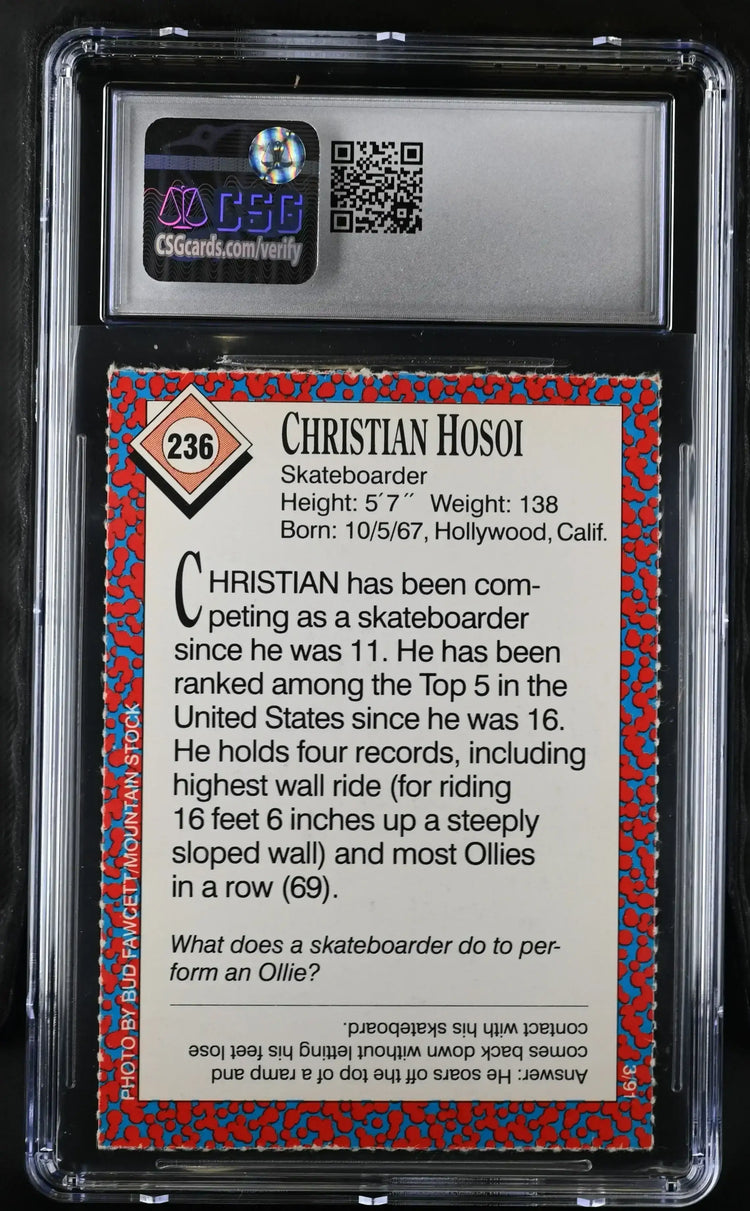 CSG
CSGcards.com/verify
236
CHRISTIAN HOSOI
Skateboarder
Height: 5′7″ Weight: 138
Born: 10/5/67, Hollywood, Calif.
CHRISTIAN has been com-
peting as a skateboarder
since he was 11. He has been
ranked among the Top 5 in the
United States since he was 16.
He holds four records, including
highest wall ride (for riding
16 feet 6 inches up a steeply
sloped wall) and most Ollies
in a row (69).
What does a skateboarder do to per-
form an Ollie?
Answer: He soars off the top of a ramp and
comes back down without letting his feet lose
contact with his skateboard.
PHOTO BY BUD FAWCETT/MOUNTAIN STOCK
3/91